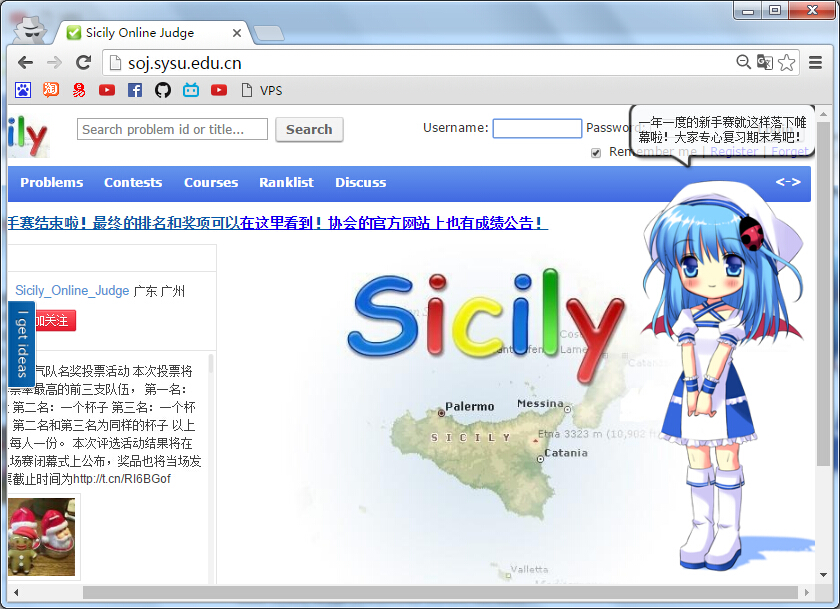 Sicily Online Judge
soj.sysu.edu.cn
VPS
ily
Search problem id or title...
Search
Username:
Password
一年一度的新手赛就这样落下帷
幕啦！大家专心复习期末考吧！
Remember me | Register | Forget
Problems
Contests
Courses
Ranklist
Discuss
<->
手赛结束啦！最终的排名和奖项可以在这里看到！协会的官方网站上也有成绩公告！
Sicily_Online_Judge 广东 广州
加关注
I get ideas
气队名奖投票活动 本次投票将
票率最高的前三支队伍， 第一名：
第二名：一个杯子 第三名：一个杯
第二名和第三名为同样的杯子 以上
每人一份。 本次评选活动结果将在
场赛闭幕式上公布，奖品也将当场发
票截止时间为http://t.cn/RI6BGof
Sicily
Palermo
Messina
SICILY
Etna 3323 m (10,902 f
Catania
Valletta